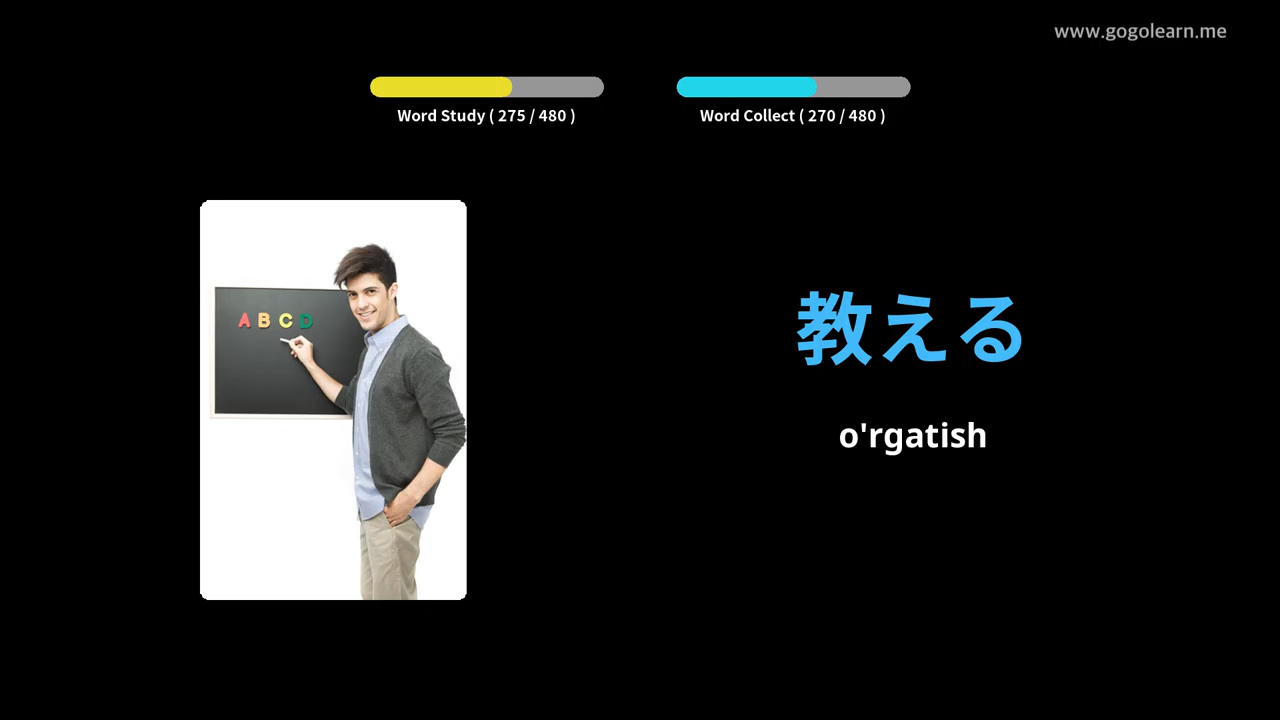 www.gogolearn.me
Word Study ( 275 / 480 )
Word Collect ( 270 / 480 )
A B C D
教える
o'rgatish